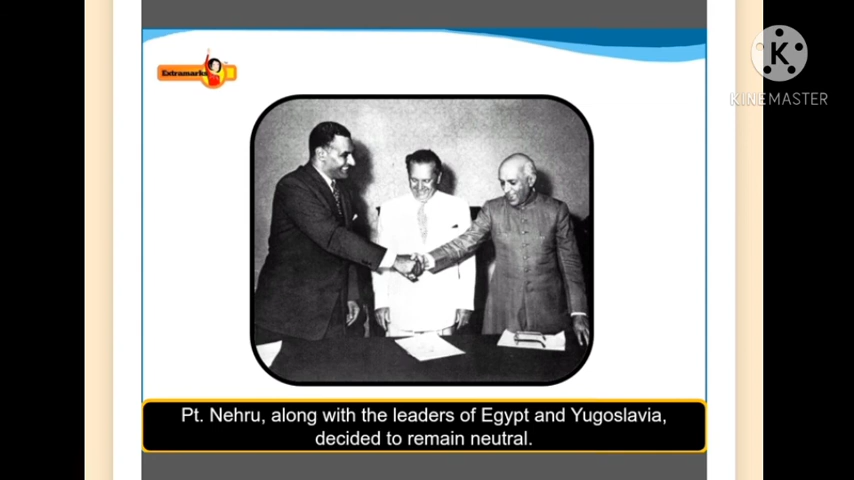 Extramarks
K
KINEMASTER
Pt. Nehru, along with the leaders of Egypt and Yugoslavia,
decided to remain neutral.